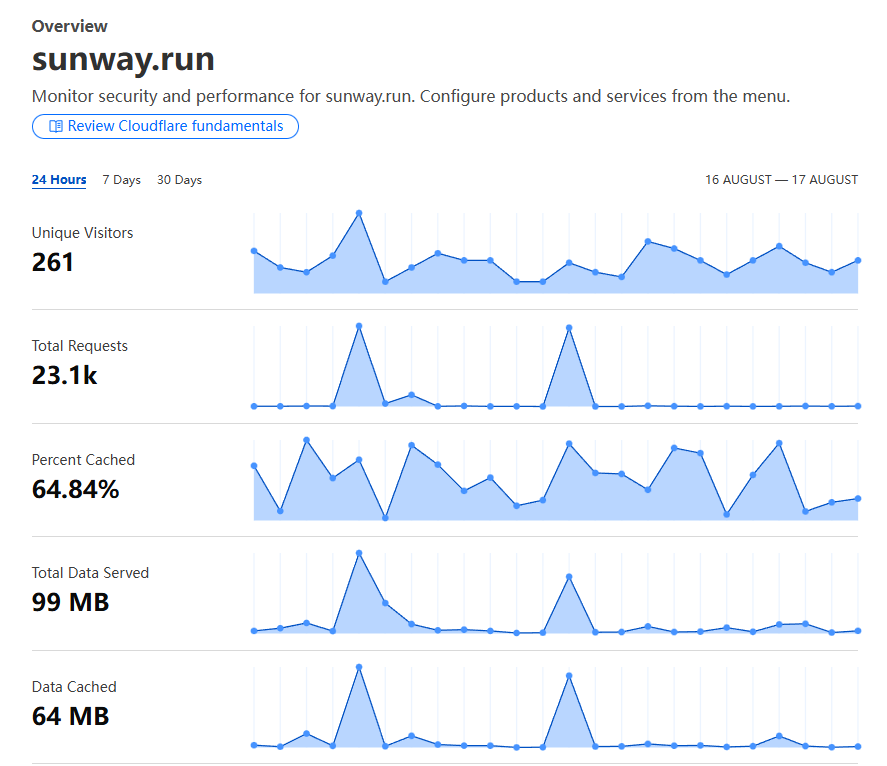 Overview
sunway.run
Monitor security and performance for sunway.run. Configure products and services from the menu.
Review Cloudflare fundamentals
24 Hours 7 Days 30 Days 16 AUGUST — 17 AUGUST
Unique Visitors
261
Total Requests
23.1k
Percent Cached
64.84%
Total Data Served
99 MB
Data Cached
64 MB